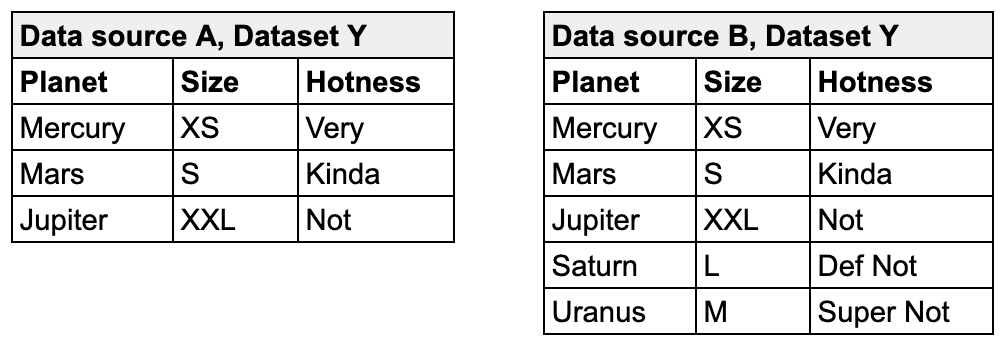 Data source A, Dataset Y
Planet Size Hotness
Mercury XS Very
Mars S Kinda
Jupiter XXL Not
Data source B, Dataset Y
Planet Size Hotness
Mercury XS Very
Mars S Kinda
Jupiter XXL Not
Saturn L Def Not
Uranus M Super Not